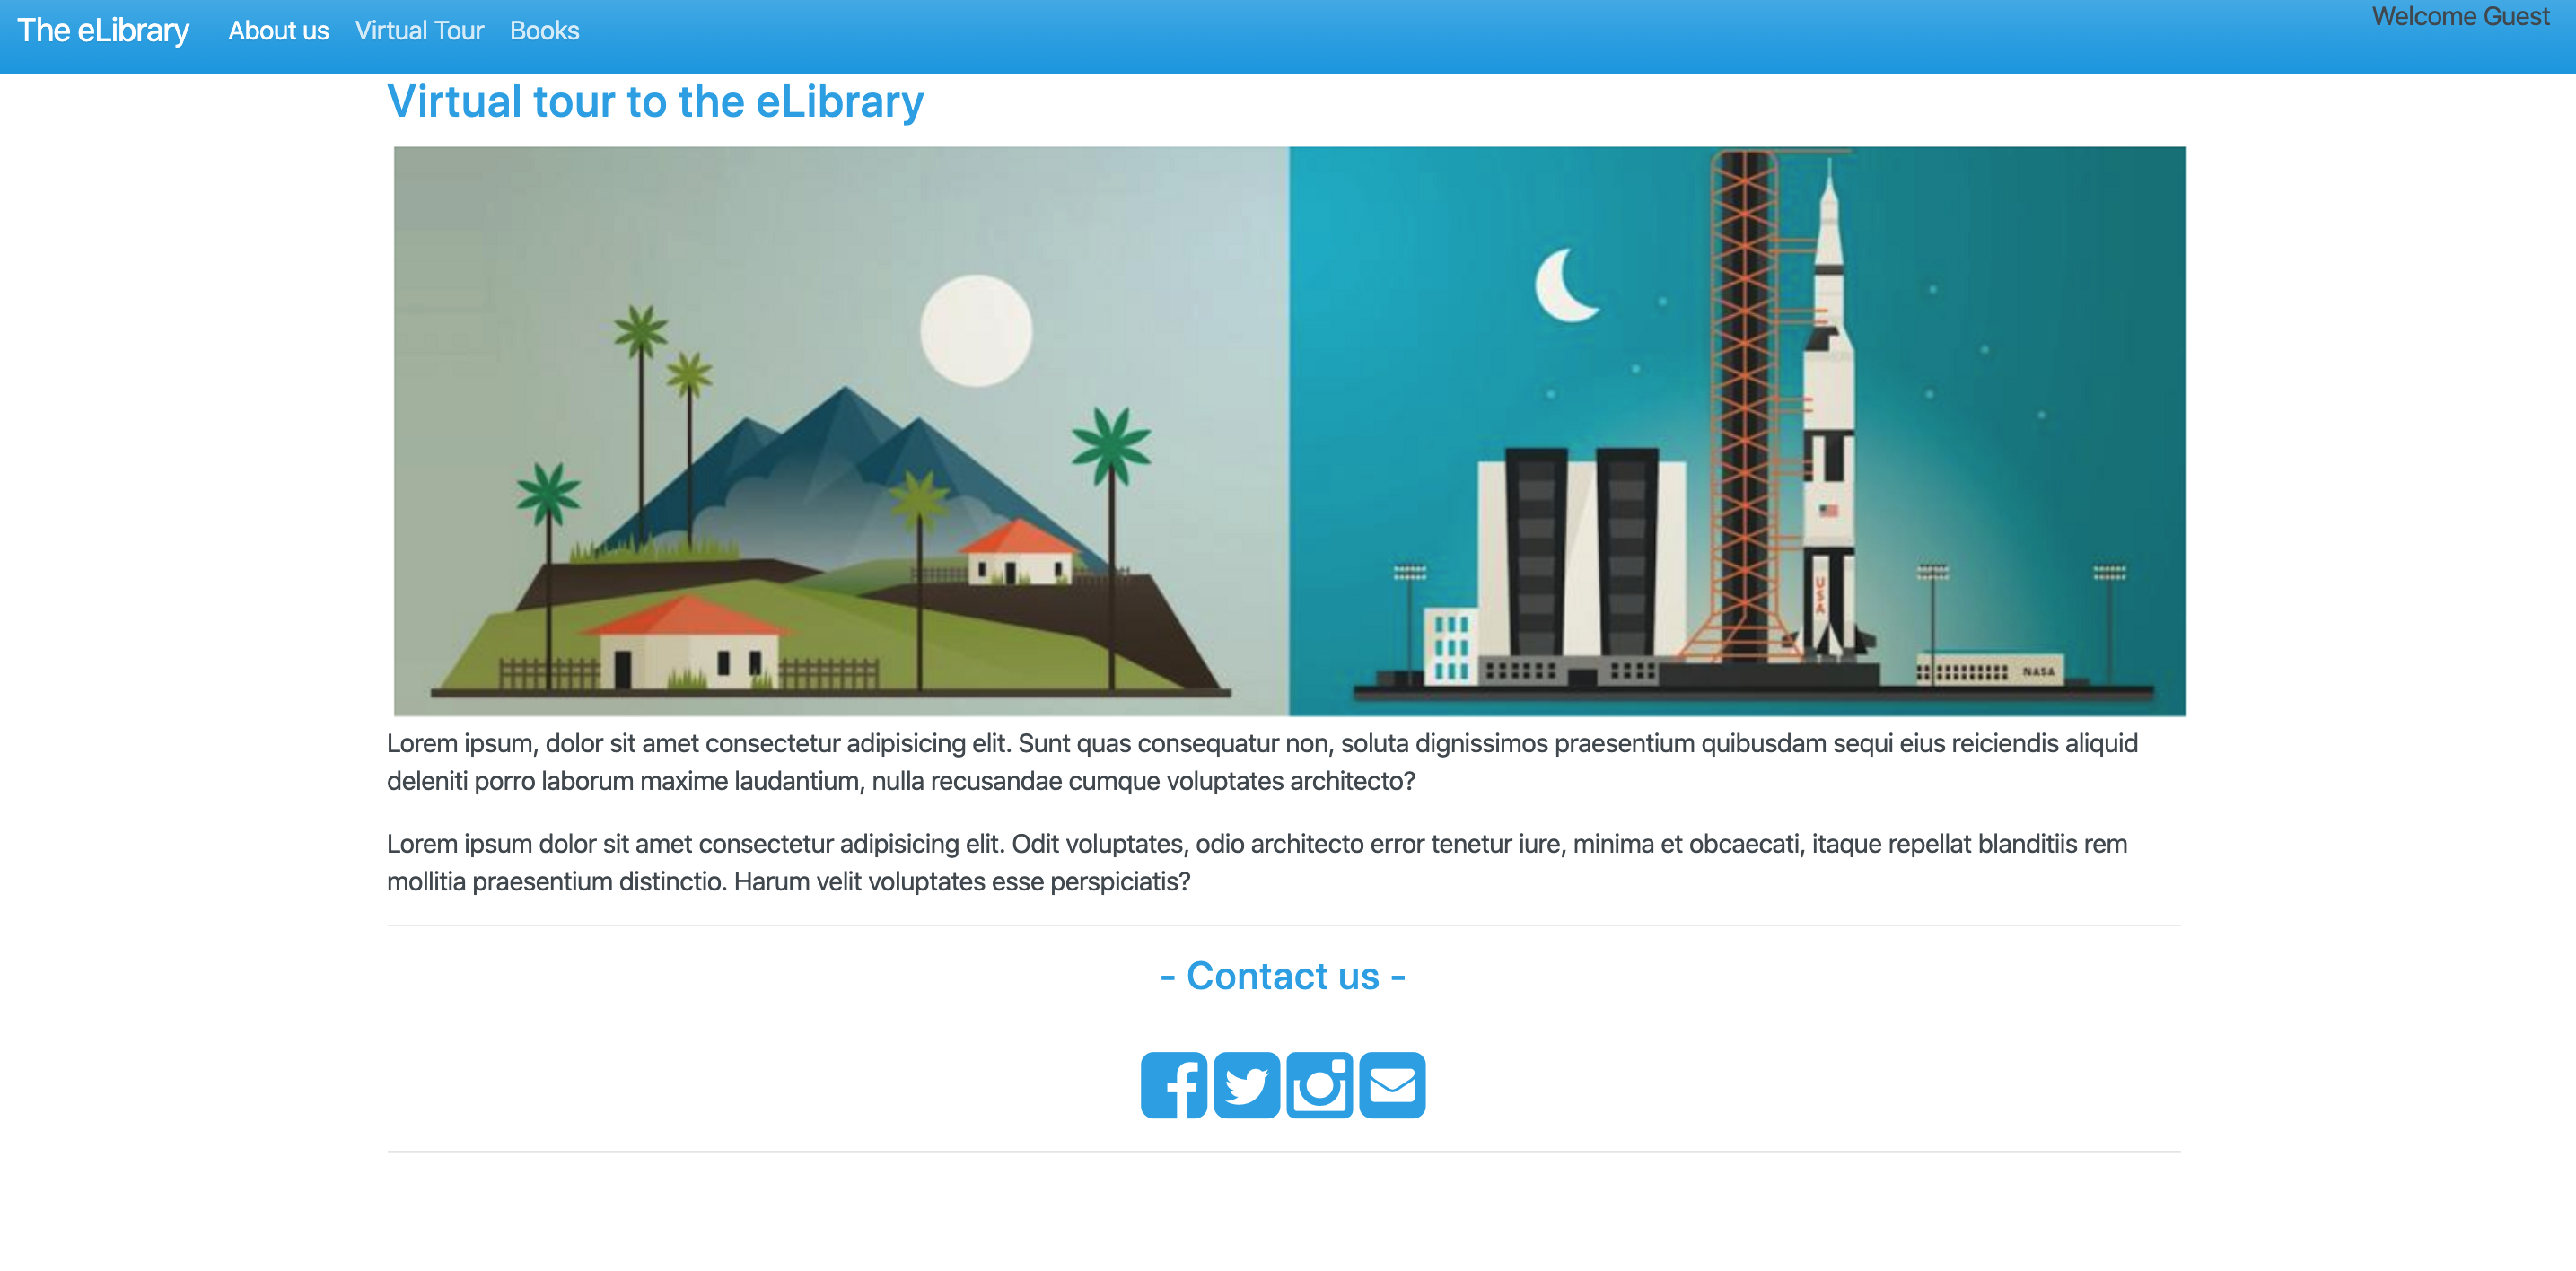 The eLibrary About us Virtual Tour Books Welcome Guest
Virtual tour to the eLibrary
USA
NASA
Lorem ipsum, dolor sit amet consectetur adipisicing elit. Sunt quas consequatur non, soluta dignissimos praesentium quibusdam sequi eius reiciendis aliquid
deleniti porro laborum maxime laudantium, nulla recusandae cumque voluptates architecto?
Lorem ipsum dolor sit amet consectetur adipisicing elit. Odit voluptates, odio architecto error tenetur iure, minima et obcaecati, itaque repellat blanditiis rem
mollitia praesentium distinctio. Harum velit voluptates esse perspiciatis?
- Contact us -